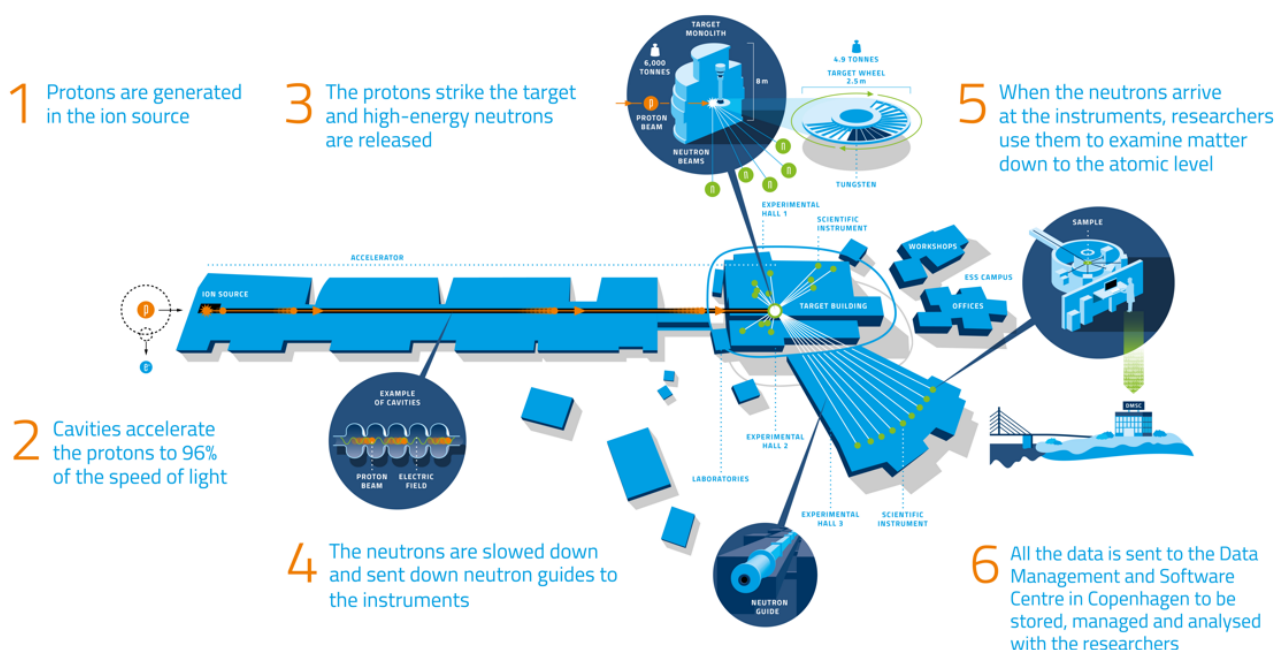 1
Protons are generated
in the ion source
2
Cavities accelerate
the protons to 96%
of the speed of light
3
The protons strike the target
and high-energy neutrons
are released
4
The neutrons are slowed down
and sent down neutron guides to
the instruments
5
When the neutrons arrive
at the instruments, researchers
use them to examine matter
down to the atomic level
6
All the data is sent to the Data
Management and Software
Centre in Copenhagen to be
stored, managed and analysed
with the researchers
TARGET
MONOLITH
6,000
TONNES
8 m
p
PROTON
BEAM
NEUTRON
BEAMS
n
n
n
n
n
4.9 TONNES
TARGET WHEEL
2.5 m
TUNGSTEN
EXPERIMENTAL
HALL 1
SCIENTIFIC
INSTRUMENT
ACCELERATOR
ION SOURCE
p
e-
TARGET BUILDING
WORKSHOPS
ESS CAMPUS
OFFICES
SAMPLE
DMSC
EXAMPLE
OF CAVITIES
PROTON
BEAM
ELECTRIC
FIELD
LABORATORIES
EXPERIMENTAL
HALL 2
EXPERIMENTAL
HALL 3
SCIENTIFIC
INSTRUMENT
NEUTRON
GUIDE